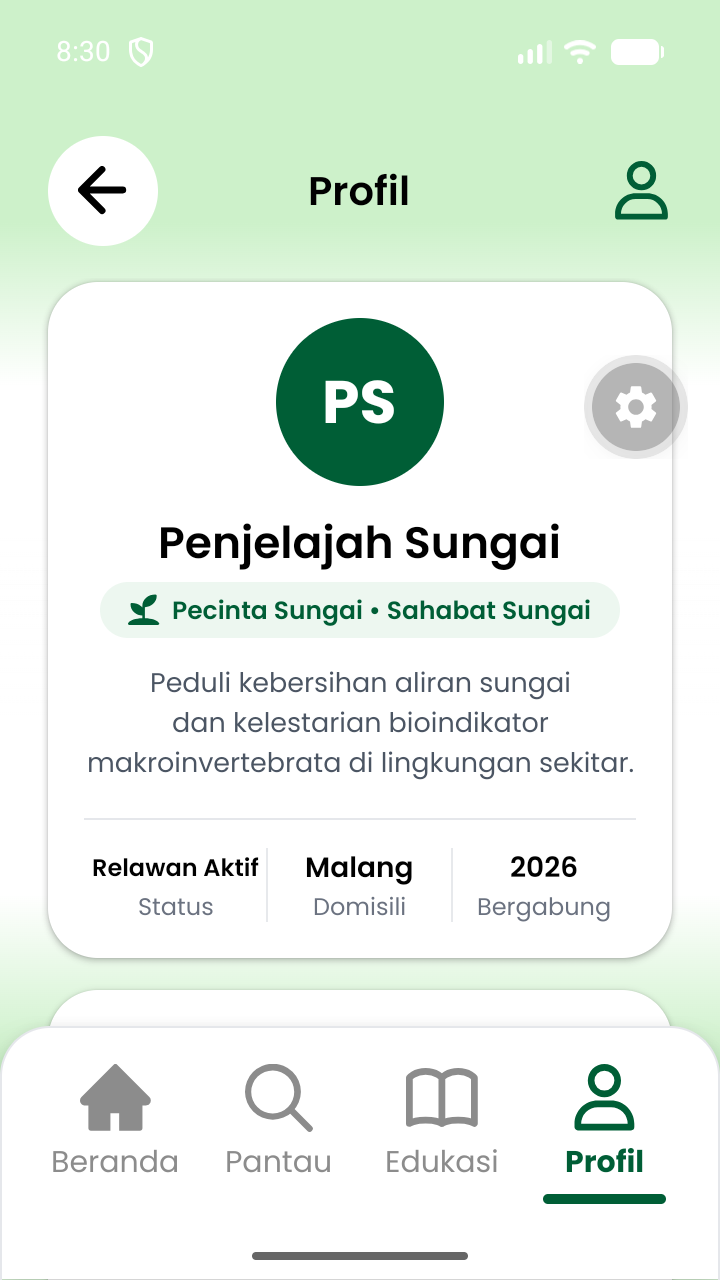 8:30
Profil
PS
Penjelajah Sungai
Pecinta Sungai • Sahabat Sungai
Peduli kebersihan aliran sungai
dan kelestarian bioindikator
makroinvertebrata di lingkungan sekitar.
Relawan Aktif Malang 2026
Status Domisili Bergabung
Beranda Pantau Edukasi Profil